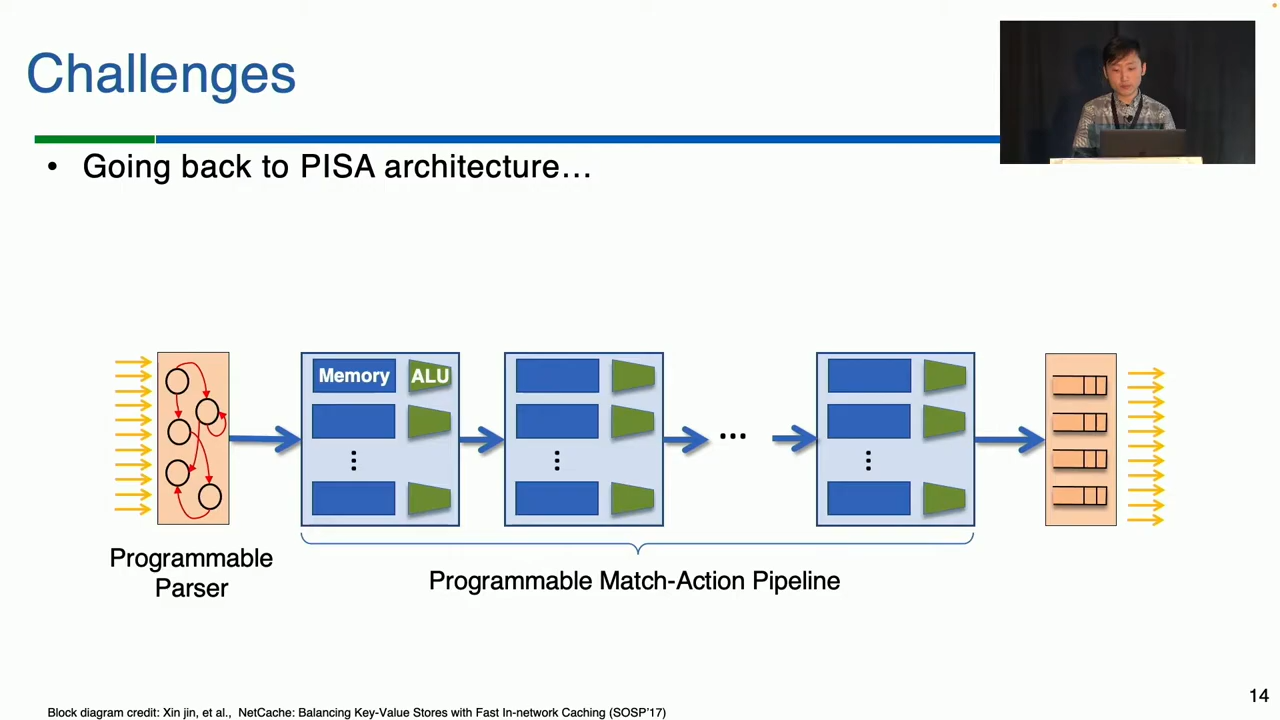 Challenges
• Going back to PISA architecture…
Memory ALU
...
Programmable
Parser
Programmable Match-Action Pipeline
14
Block diagram credit: Xin jin, et al., NetCache: Balancing Key-Value Stores with Fast In-network Caching (SOSP'17)